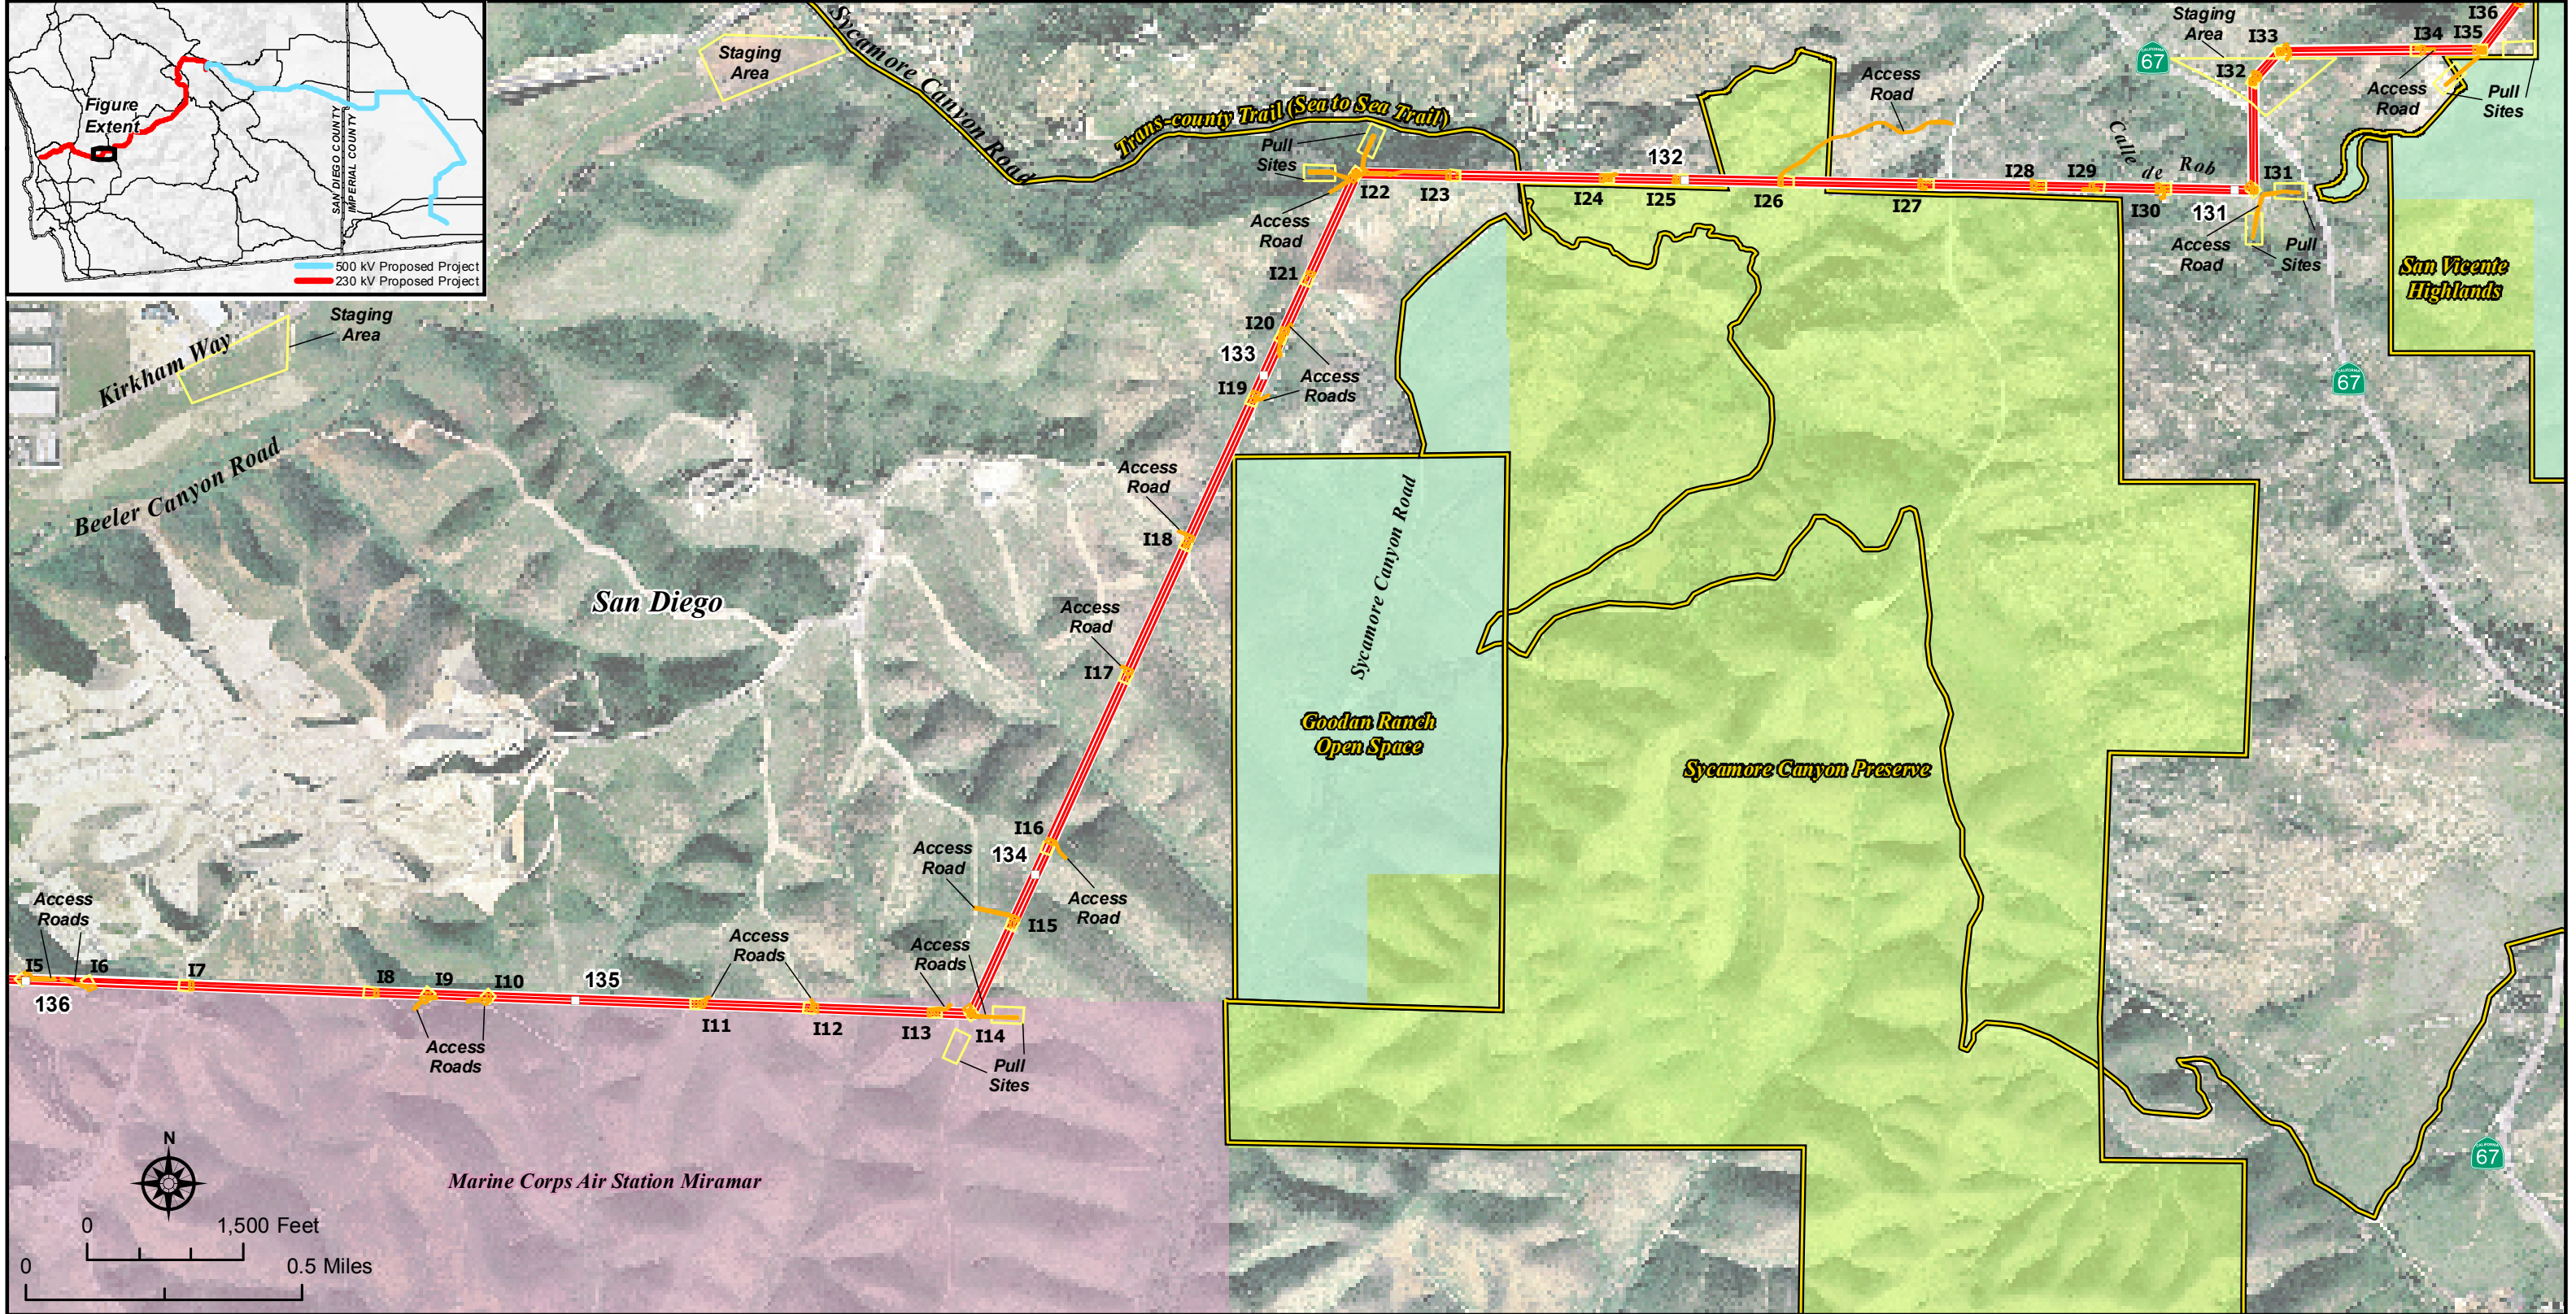 Figure
Extent
SAN DIEGO COUNTY
IMPERIAL COUNTY
500 kV Proposed Project
230 kV Proposed Project
Staging
Area
Sycamore Canyon Road
Trans-county Trail (Sea to Sea Trail)
Pull
Sites
Access
Road
I22
I23
132
I24
I25
I26
Access
Road
I27
I28
I29
I30
131
I31
Calle
de
Rob
CALIFORNIA
67
Staging
Area
I32
I33
I34
I35
I36
Access
Road
Pull
Sites
Access
Road
Pull
Sites
San Vicente
Highlands
CALIFORNIA
67
I21
I20
133
I19
Access
Roads
Kirkham Way
Staging
Area
Beeler Canyon Road
Access
Road
I18
Sycamore Canyon Road
San Diego
Access
Road
I17
Goodan Ranch
Open Space
Sycamore Canyon Preserve
I16
134
Access
Road
Access
Road
I15
Access
Roads
I5
I6
136
I7
I8
I9
I10
135
Access
Roads
Access
Roads
I11
I12
Access
Roads
I13
I14
Pull
Sites
Marine Corps Air Station Miramar
CALIFORNIA
67
N
0
1,500 Feet
0
0.5 Miles